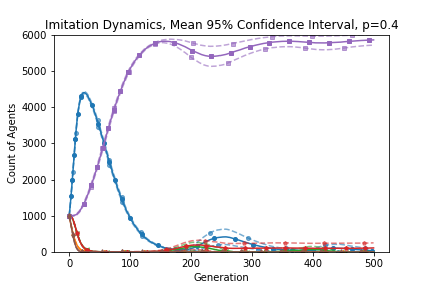 Imitation Dynamics, Mean 95% Confidence Interval, p=0.4
6000
5000
4000
3000
2000
1000
0
Count of Agents
0 100 200 300 400 500
Generation